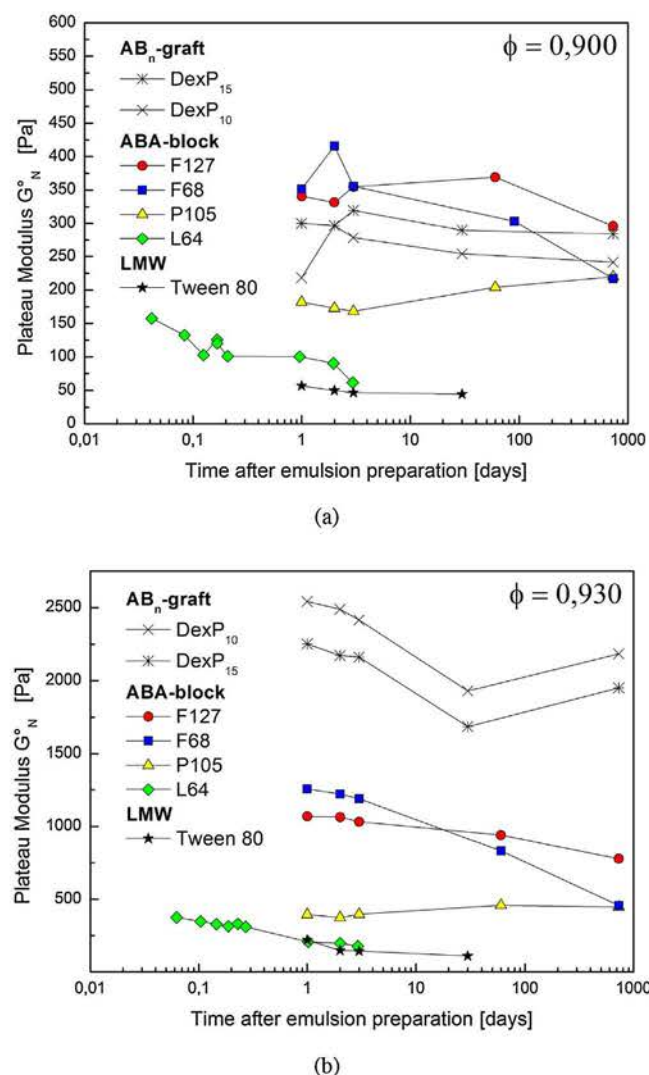 600
550
500
450
400
350
300
250
200
150
100
50
0
Plateau Modulus G°N [Pa]
ABn-graft
DexP15
DexP10
ABA-block
F127
F68
P105
L64
LMW
Tween 80
ϕ = 0,900
0,01 0,1 1 10 100 1000
Time after emulsion preparation [days]
(a)
2500
2000
1500
1000
500
Plateau Modulus G°N [Pa]
ABn-graft
DexP10
DexP15
ABA-block
F127
F68
P105
L64
LMW
Tween 80
ϕ = 0,930
0,01 0,1 1 10 100 1000
Time after emulsion preparation [days]
(b)